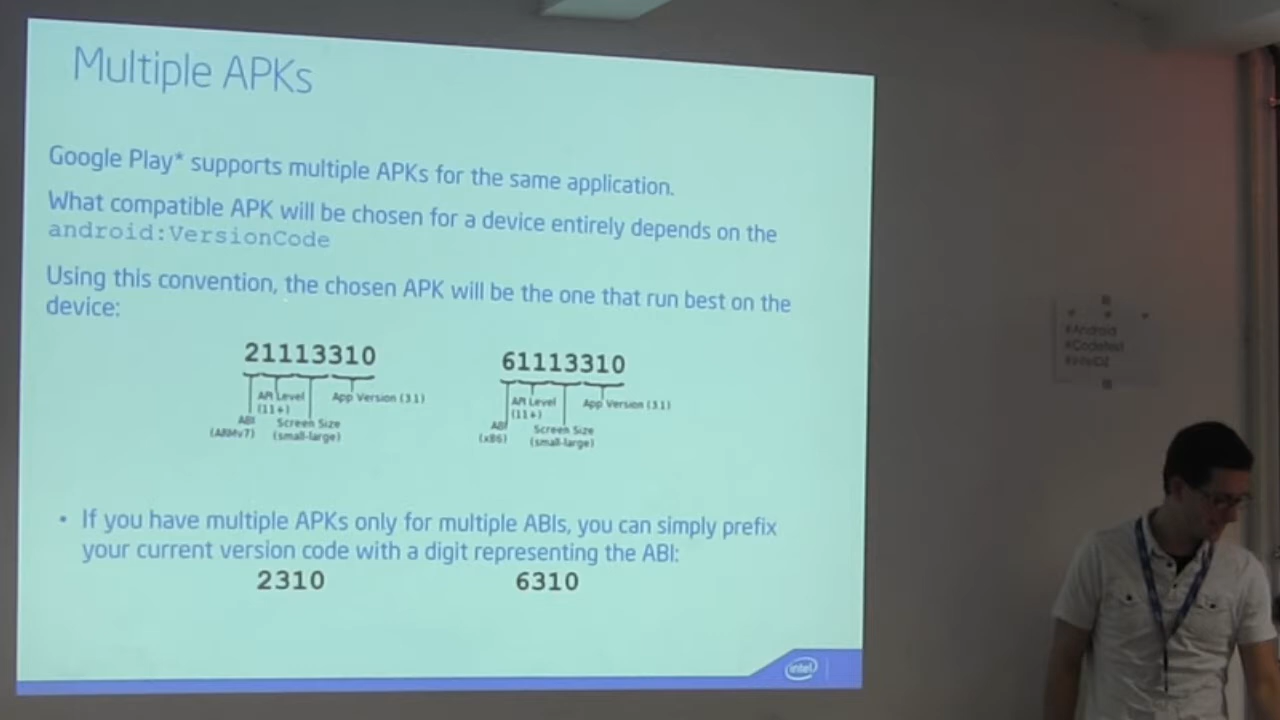 Multiple APKs
Google Play* supports multiple APKs for the same application.
What compatible APK will be chosen for a device entirely depends on the
android:VersionCode
Using this convention, the chosen APK will be the one that run best on the
device:
21113310 61113310
API Level App Version (3.1) API Level App Version (3.1)
(11+) (11+)
ABI Screen Size ABI Screen Size
(ARMv7) (small-large) (x86) (small-large)
• If you have multiple APKs only for multiple ABIs, you can simply prefix
your current version code with a digit representing the ABI:
2310 6310
intel
#Android